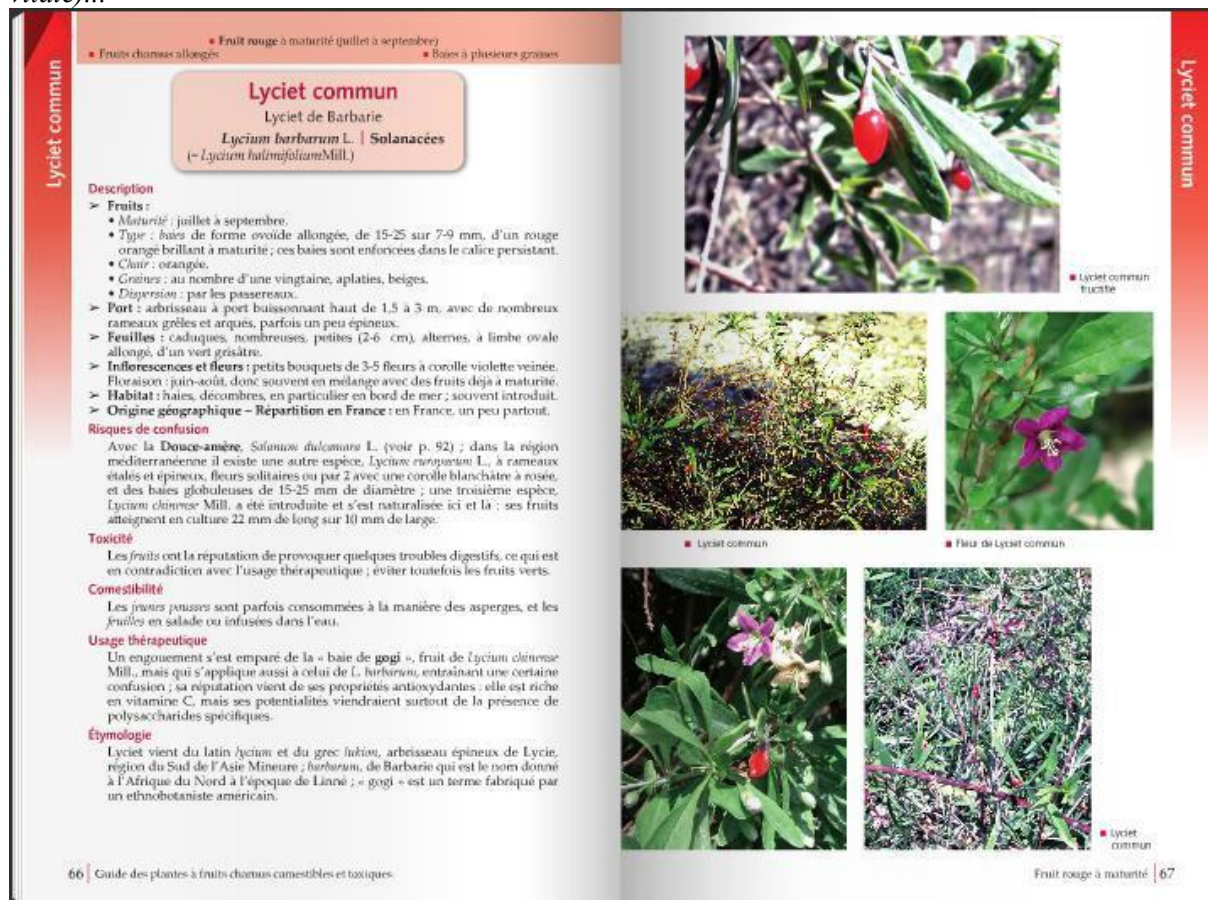 Lyciet commun
■ Fruit rouge à maturité (juillet à septembre)
■ Fruits charnus allongés ■ Baies à plusieurs graines
Lyciet commun
Lyciet de Barbarie
Lycium barbarum L. | Solanacées
(= Lycium halimifolium Mill.)
Description
➢ Fruits :
• Maturité : juillet à septembre.
• Type : baies de forme ovoïde allongée, de 15-25 sur 7-9 mm, d'un rouge
orangé brillant à maturité ; ces baies sont enfoncées dans le calice persistant.
• Chair : orangée.
• Graines : au nombre d'une vingtaine, aplaties, beiges.
• Dispersion : par les passereaux.
➢ Port : arbrisseau à port buissonnant haut de 1,5 à 3 m, avec de nombreux
rameaux grêles et arqués, parfois un peu épineux.
➢ Feuilles : caduques, nombreuses, petites (2-6 cm), alternes, à limbe ovale
allongé, d'un vert grisâtre.
➢ Inflorescences et fleurs : petits bouquets de 3-5 fleurs à corolle violette veinée.
Floraison : juin-août, donc souvent en mélange avec des fruits déjà à maturité.
➢ Habitat : haies, décombres, en particulier en bord de mer ; souvent introduit.
➢ Origine géographique – Répartition en France : en France, un peu partout.
Risques de confusion
Avec la Douce-amère, Solanum dulcamara L. (voir p. 92) ; dans la région
méditerranéenne il existe une autre espèce, Lycium europaeum L., à rameaux
étalés et épineux, fleurs solitaires ou par 2 avec une corolle blanchâtre à rosée,
et des baies globuleuses de 15-25 mm de diamètre ; une troisième espèce,
Lycium chinense Mill. a été introduite et s'est naturalisée ici et là : ses fruits
atteignent en culture 22 mm de long sur 10 mm de large.
Toxicité
Les fruits ont la réputation de provoquer quelques troubles digestifs, ce qui est
en contradiction avec l'usage thérapeutique ; éviter toutefois les fruits verts.
Comestibilité
Les jeunes pousses sont parfois consommées à la manière des asperges, et les
feuilles en salade ou infusées dans l'eau.
Usage thérapeutique
Un engouement s'est emparé de la « baie de gogi », fruit de Lycium chinense
Mill., mais qui s'applique aussi à celui de L. barbarum, entraînant une certaine
confusion ; sa réputation vient de ses propriétés antioxydantes : elle est riche
en vitamine C, mais ses potentialités viendraient surtout de la présence de
polysaccharides spécifiques.
Étymologie
Lyciet vient du latin lycium et du grec lukion, arbrisseau épineux de Lycie,
région du Sud de l'Asie Mineure ; barbarum, de Barbarie qui est le nom donné
à l'Afrique du Nord à l'époque de Linné ; « gogi » est un terme fabriqué par
un ethnobotaniste américain.
66 | Guide des plantes à fruits charnus comestibles et toxiques
Lyciet commun
■ Lyciet commun
fructifié
■ Lyciet commun
■ Fleur de Lyciet commun
■ Lyciet
commun
Fruit rouge à maturité | 67